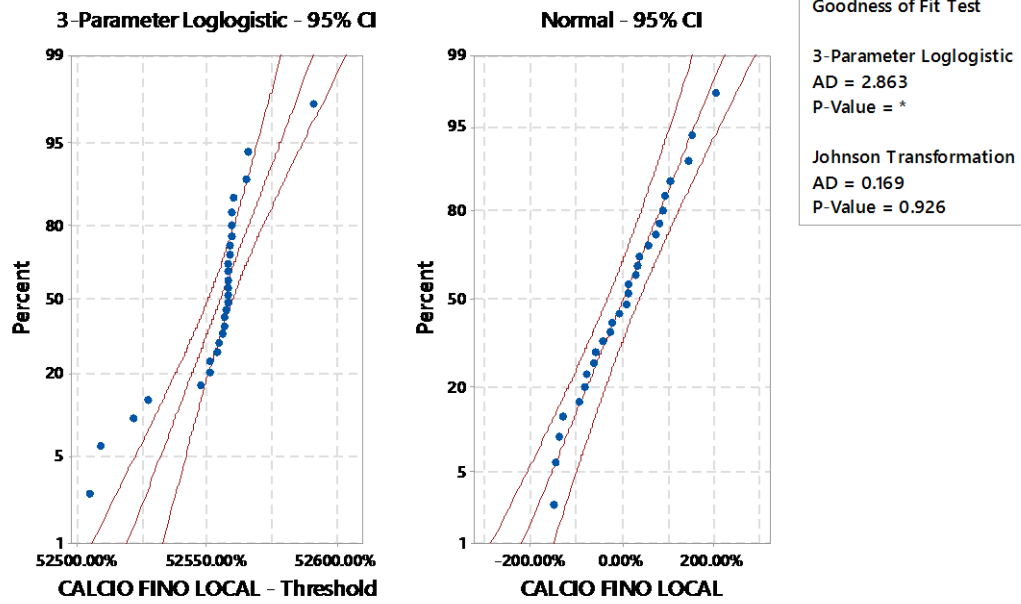 3-Parameter Loglogistic - 95% CI
99
95
80
50
20
5
1
Percent
52500.00%
52550.00%
52600.00%
CALCIO FINO LOCAL - Threshold
Normal - 95% CI
99
95
80
50
20
5
1
Percent
-200.00%
0.00%
200.00%
CALCIO FINO LOCAL
Goodness of Fit Test
3-Parameter Loglogistic
AD = 2.863
P-Value = *
Johnson Transformation
AD = 0.169
P-Value = 0.926